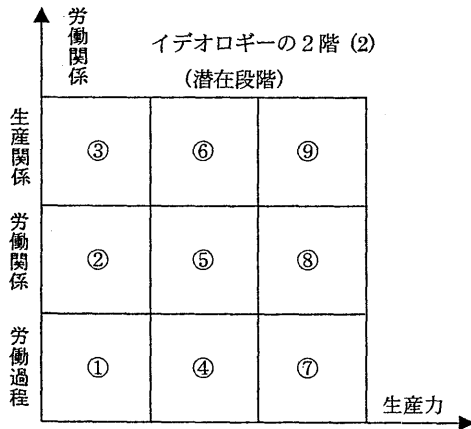 労働関係
イデオロギーの2階 (2)
(潜在段階)
生産関係
③ ⑥ ⑨
労働関係
② ⑤ ⑧
労働過程
① ④ ⑦
生産力